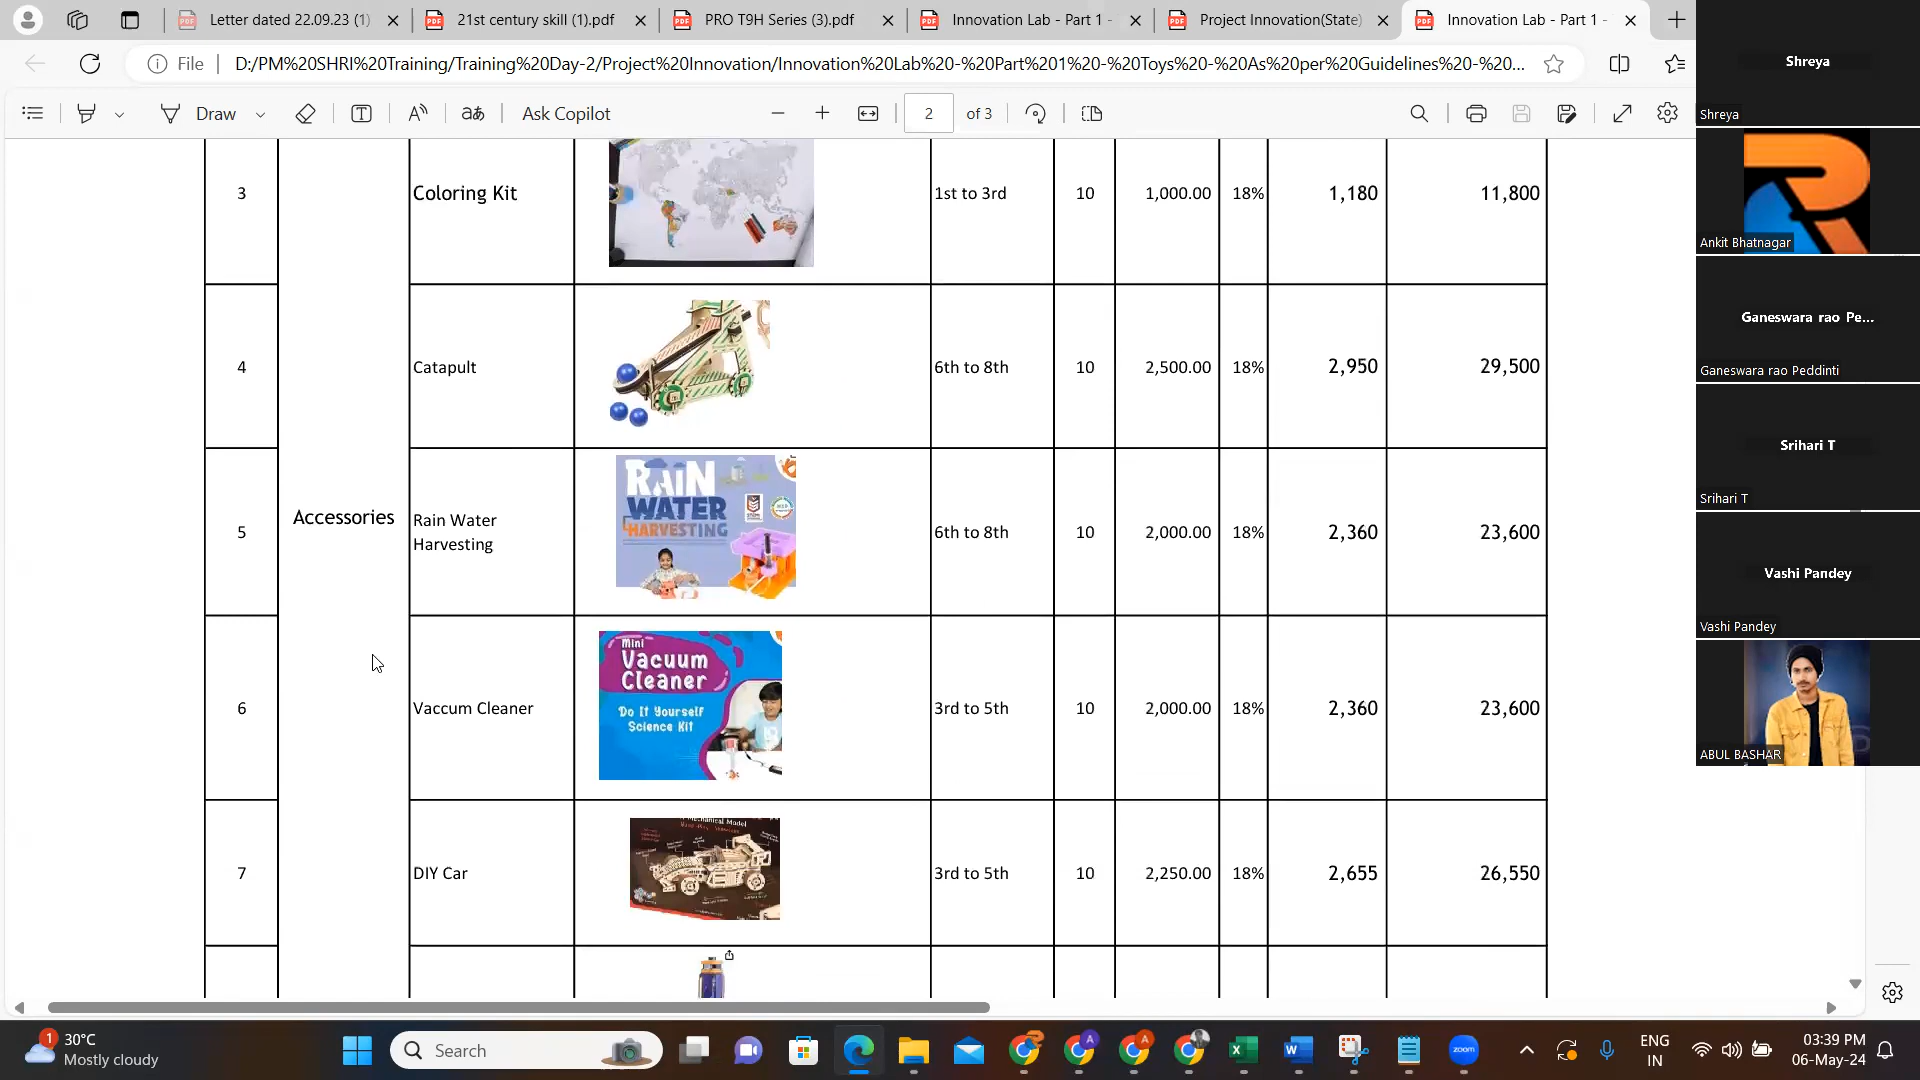 Letter dated 22.09.23 (1)
21st century skill (1).pdf
PRO T9H Series (3).pdf
Innovation Lab - Part 1 -
Project Innovation(State)
Innovation Lab - Part 1 -
File
D:/PM%20SHRI%20Training/Training%20Day-2/Project%20Innovation/Innovation%20Lab%20-%20Part%201%20-%20Toys%20-%20As%20per%20Guidelines%20-%20...
Draw
Ask Copilot
2
of 3
3
Coloring Kit
1st to 3rd
10
1,000.00
18%
1,180
11,800
4
Catapult
6th to 8th
10
2,500.00
18%
2,950
29,500
Accessories
5
Rain Water
Harvesting
RAIN
WATER
HARVESTING
6th to 8th
10
2,000.00
18%
2,360
23,600
6
Vaccum Cleaner
Mini
Vacuum
Cleaner
Do It Yourself
Science Kit
3rd to 5th
10
2,000.00
18%
2,360
23,600
7
DIY Car
Mechanical Model
3rd to 5th
10
2,250.00
18%
2,655
26,550
Shreya
Shreya
Ankit Bhatnagar
Ganeswara rao Pe...
Ganeswara rao Peddinti
Srihari T
Srihari T
Vashi Pandey
Vashi Pandey
ABUL BASHAR
1
30°C
Mostly cloudy
Search
zoom
ENG
IN
03:39 PM
06-May-24